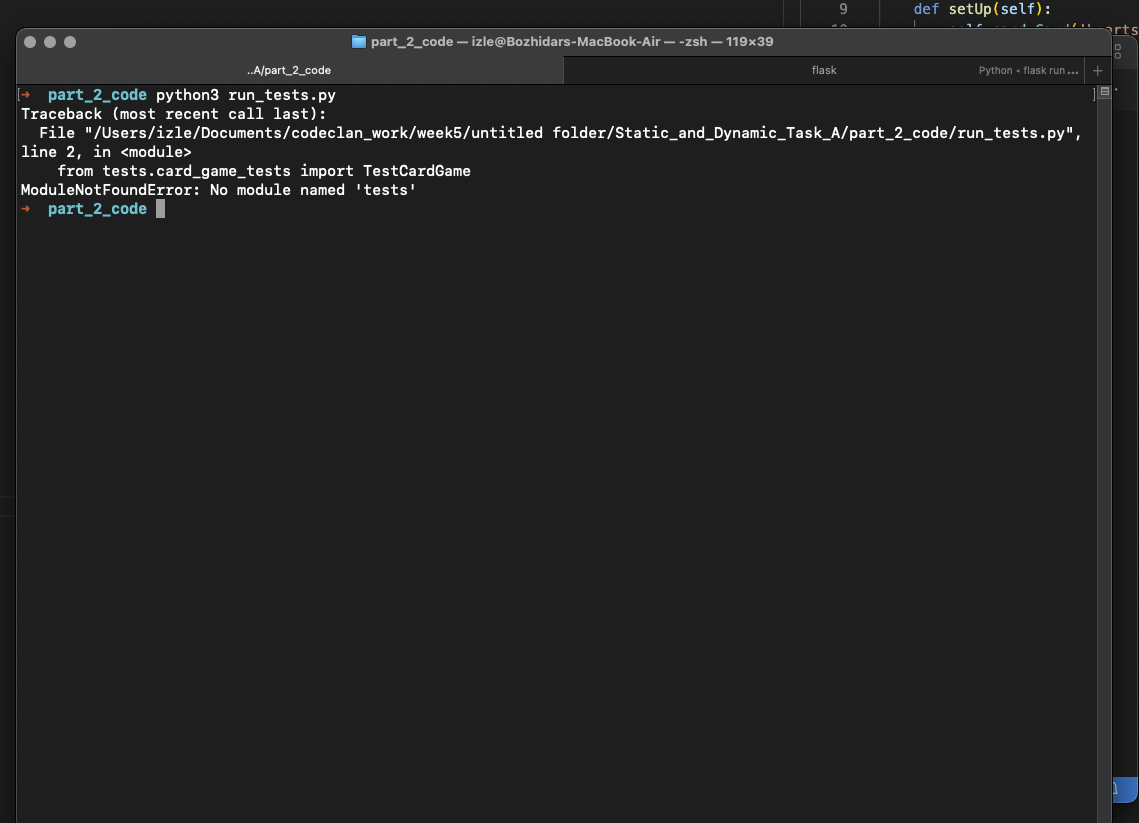 9 def setUp(self):
part_2_code — izle@Bozhidars-MacBook-Air — -zsh — 119×39
..A/part_2_code flask Python • flask run ... +
[→ part_2_code python3 run_tests.py ]
Traceback (most recent call last):
File "/Users/izle/Documents/codeclan_work/week5/untitled folder/Static_and_Dynamic_Task_A/part_2_code/run_tests.py",
line 2, in <module>
from tests.card_game_tests import TestCardGame
ModuleNotFoundError: No module named 'tests'
→ part_2_code